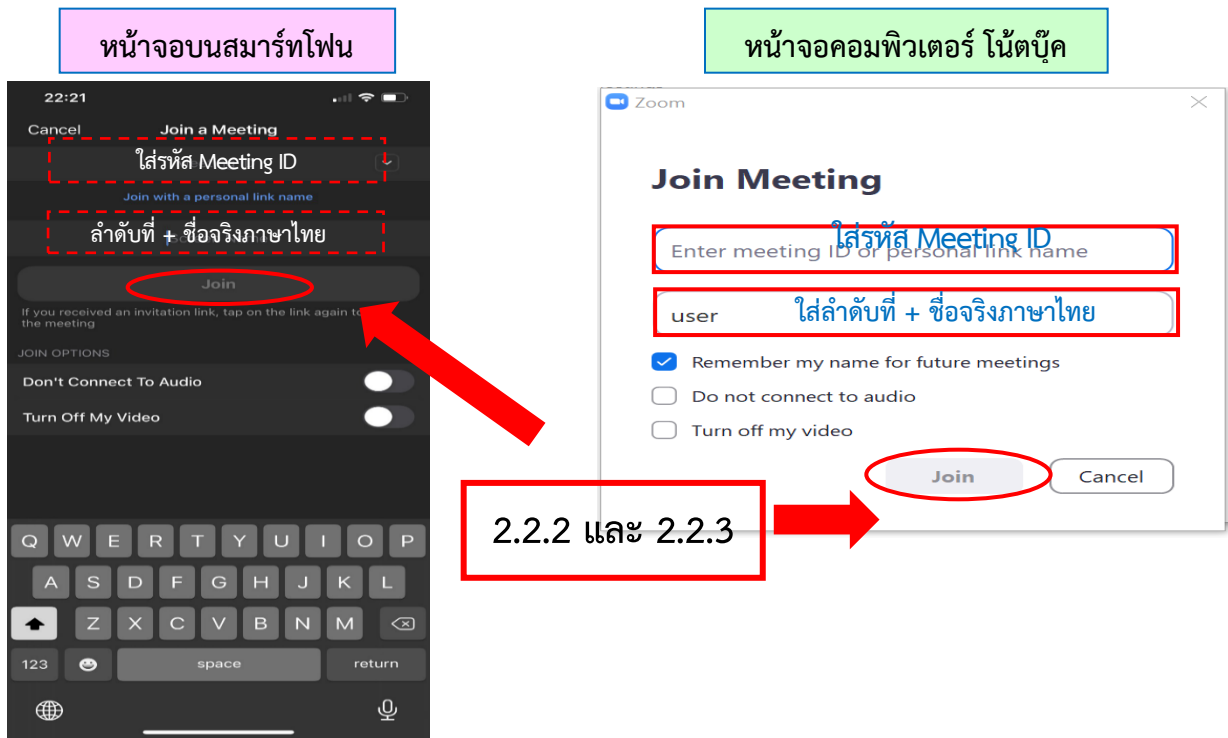 หน้าจอบนสมาร์ทโฟน
22:21
Cancel Join a Meeting
ใส่รหัส Meeting ID
Join with a personal link name
ลำดับที่ + ชื่อจริงภาษาไทย
Join
If you received an invitation link, tap on the link again to
the meeting
JOIN OPTIONS
Don't Connect To Audio
Turn Off My Video
Q W E R T Y U I O P
A S D F G H J K L
Z X C V B N M
123 space return
หน้าจอคอมพิวเตอร์ โน้ตบุ๊ค
Zoom
Join Meeting
ใส่รหัส Meeting ID
Enter meeting ID or personal link name
user ใส่ลำดับที่ + ชื่อจริงภาษาไทย
Remember my name for future meetings
Do not connect to audio
Turn off my video
Join Cancel
2.2.2 และ 2.2.3